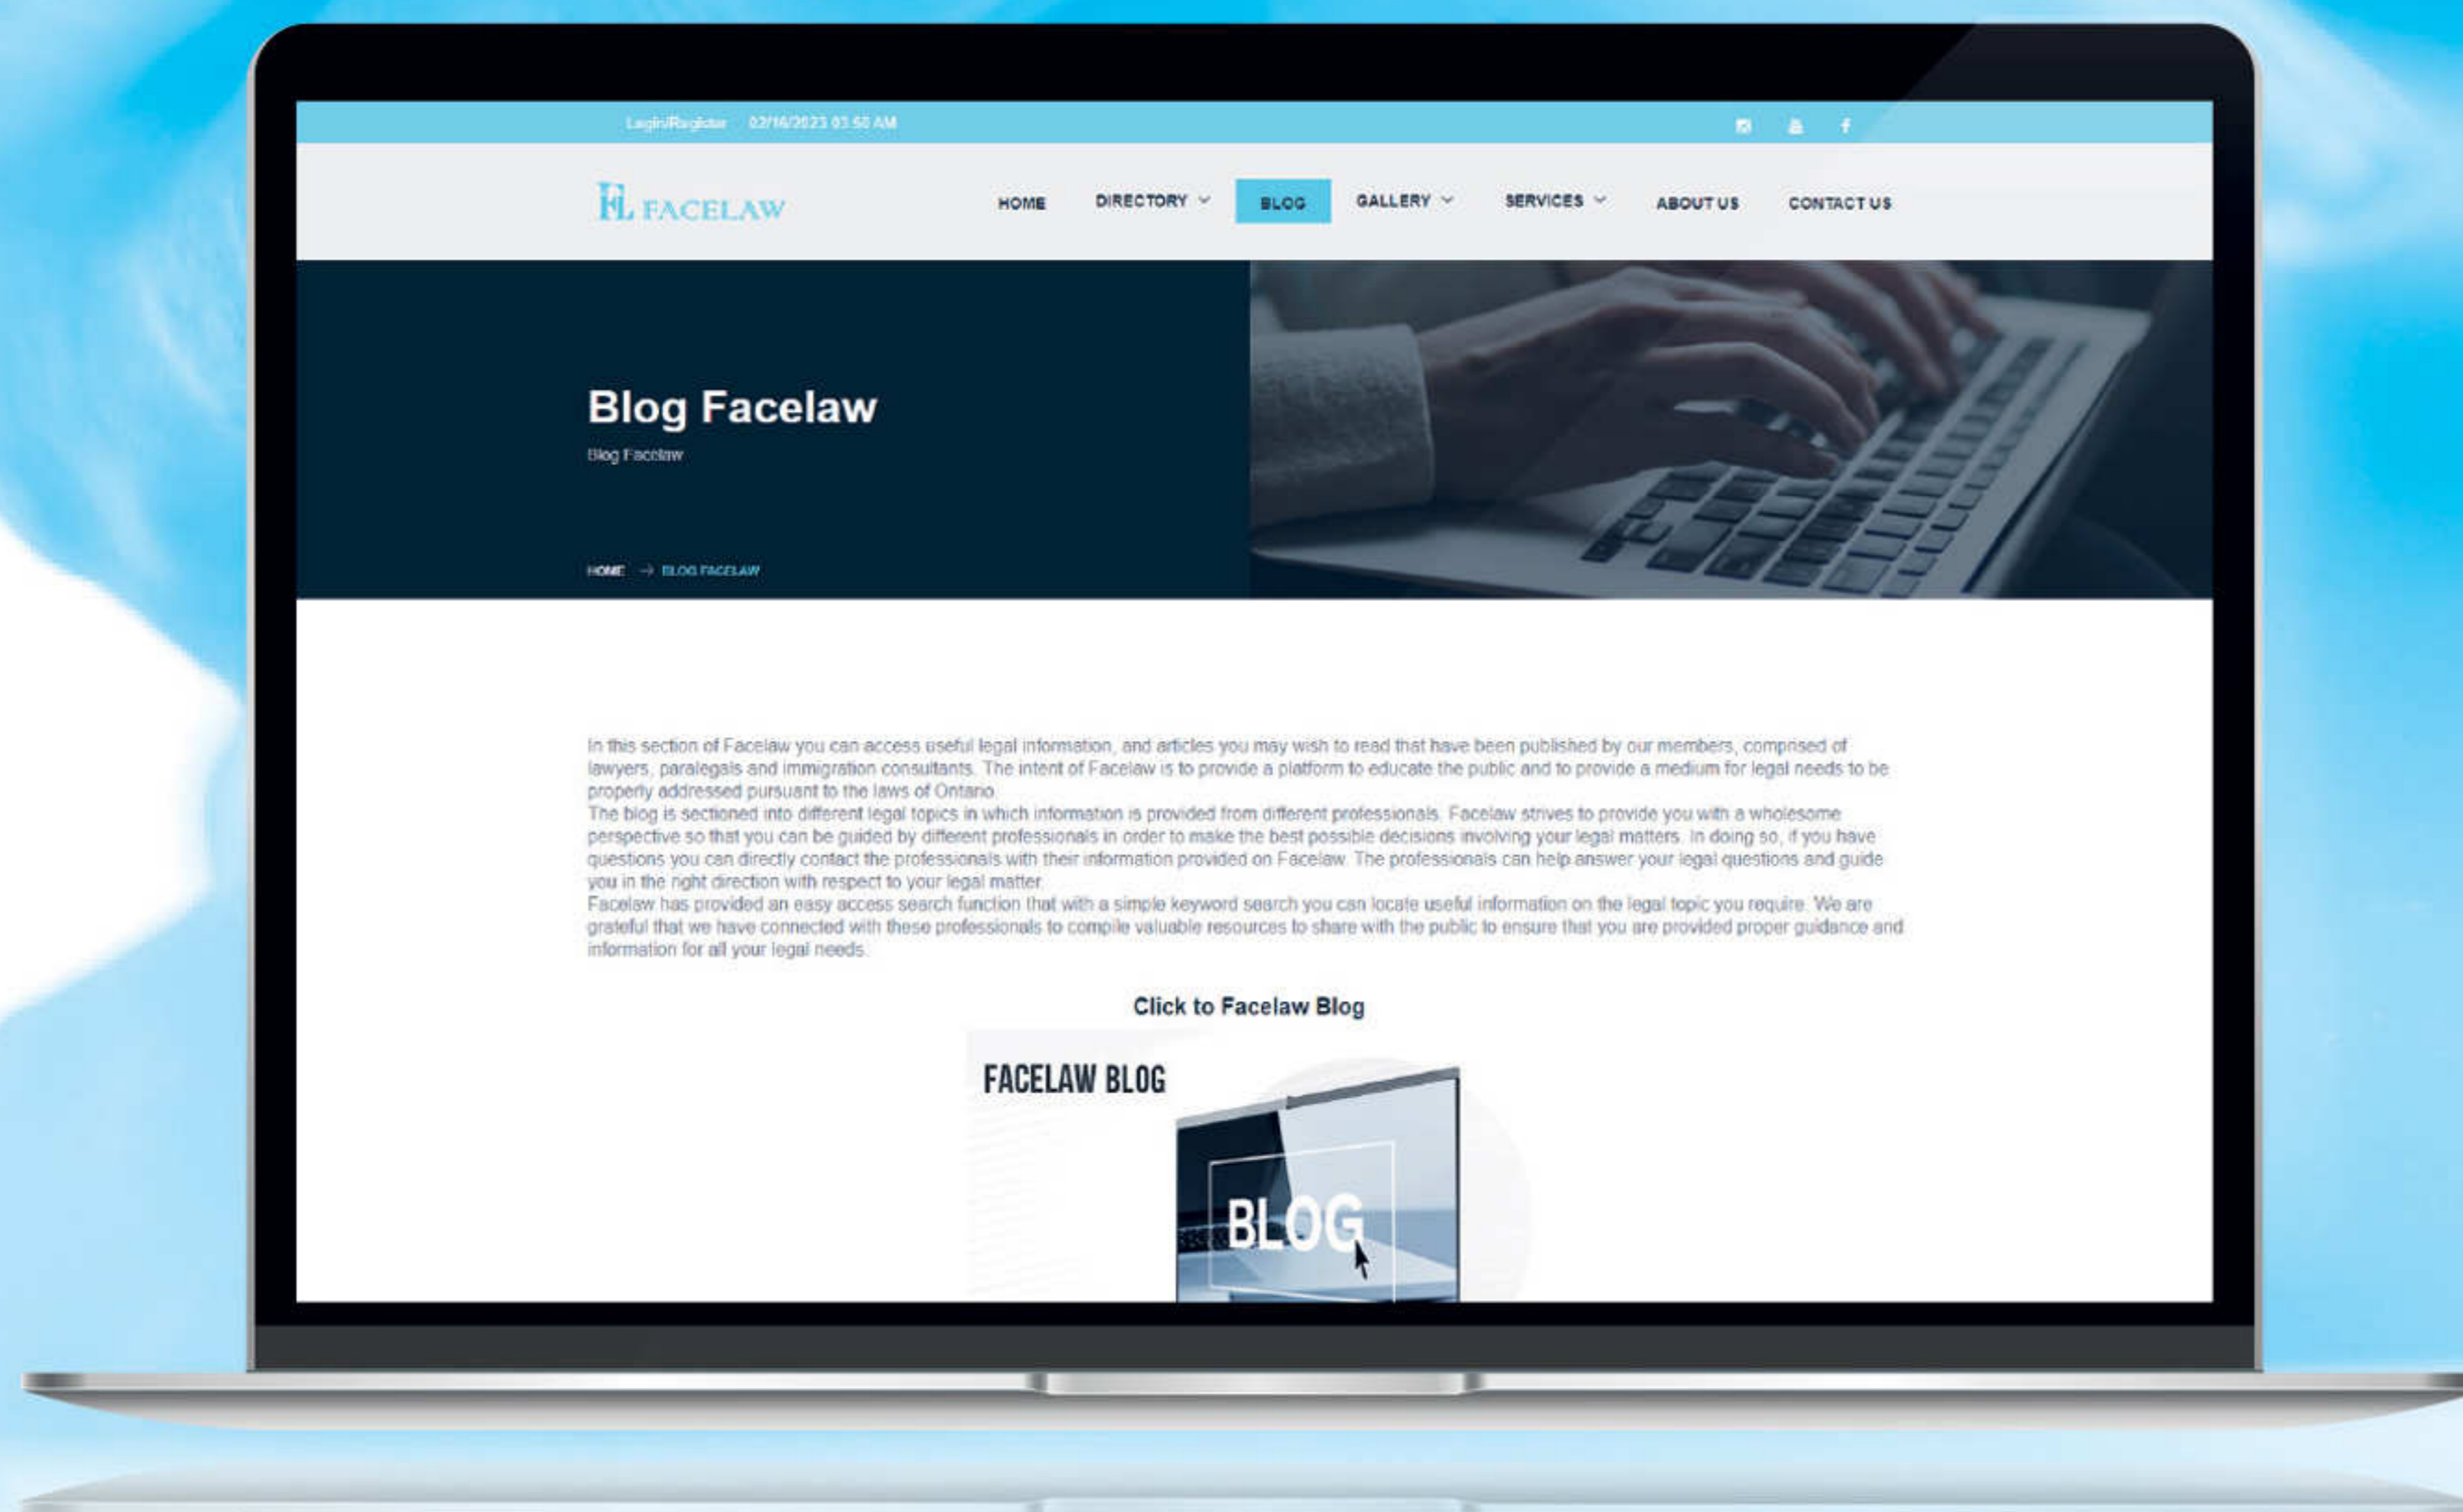 Login/Register 02/16/2023 03:50 AM
FL FACELAW
HOME DIRECTORY BLOG GALLERY SERVICES ABOUT US CONTACT US
Blog Facelaw
Blog Facelaw
HOME → BLOG FACELAW
In this section of Facelaw you can access useful legal information, and articles you may wish to read that have been published by our members, comprised of
lawyers, paralegals and immigration consultants. The intent of Facelaw is to provide a platform to educate the public and to provide a medium for legal needs to be
properly addressed pursuant to the laws of Ontario.
The blog is sectioned into different legal topics in which information is provided from different professionals. Facelaw strives to provide you with a wholesome
perspective so that you can be guided by different professionals in order to make the best possible decisions involving your legal matters. In doing so, if you have
questions you can directly contact the professionals with their information provided on Facelaw. The professionals can help answer your legal questions and guide
you in the right direction with respect to your legal matter.
Facelaw has provided an easy access search function that with a simple keyword search you can locate useful information on the legal topic you require. We are
grateful that we have connected with these professionals to compile valuable resources to share with the public to ensure that you are provided proper guidance and
information for all your legal needs.
Click to Facelaw Blog
FACELAW BLOG
BLOG